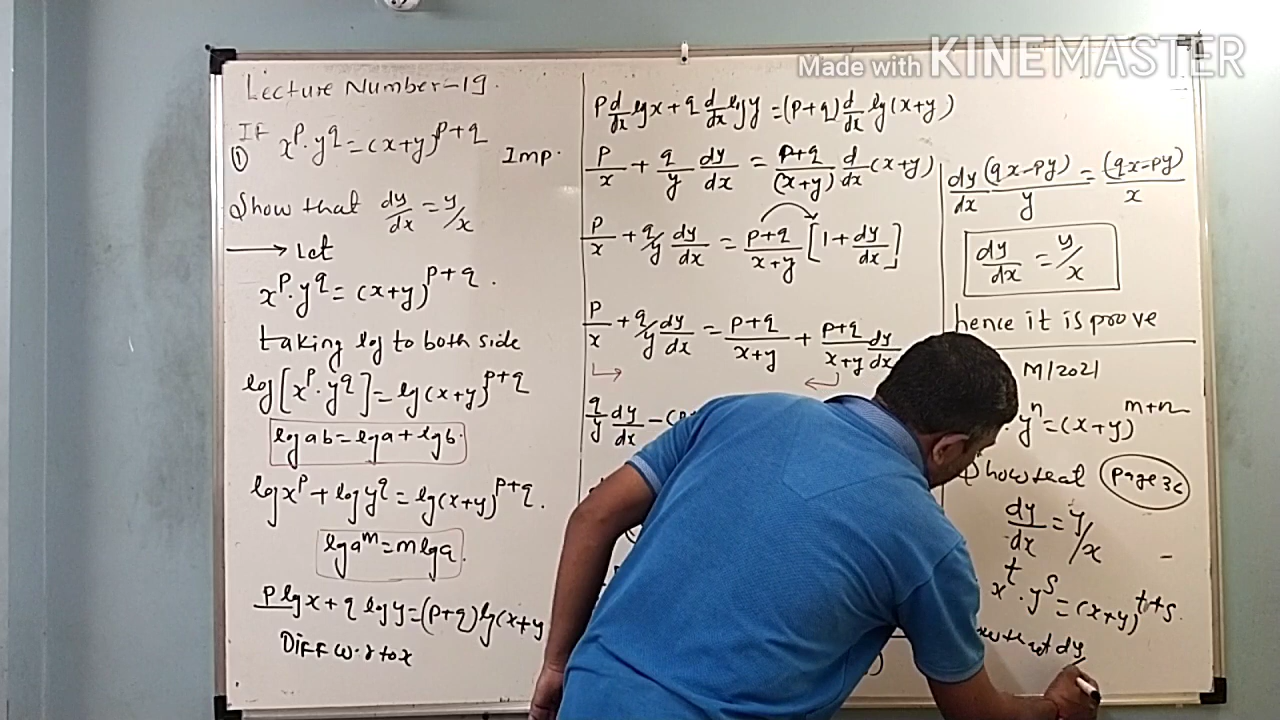 Made with KINEMASTER
Lecture Number-19.
IF
① x^p . y^q = (x+y)^{p+q}
Imp.
Show that dy/dx = y/x
→ Let
x^p . y^q = (x+y)^{p+q} .
taking log to both side
log[x^p . y^q] = log(x+y)^{p+q}
log ab = log a + log b.
log x^p + log y^q = log(x+y)^{p+q} .
log a^m = m log a.
p log x + q log y = (p+q) log(x+y
Diff w.r to x
p d/dx log x + q d/dx log y = (p+q) d/dx log(x+y)
p/x + q/y dy/dx = p+q/(x+y) d/dx (x+y)
p/x + q/y dy/dx = p+q/x+y [1 + dy/dx]
p/x + q/y dy/dx = p+q/x+y + p+q/x+y dy/dx
q/y dy/dx -
dy/dx (qx-py)/y = (qx-py)/x
dy/dx = y/x
hence it is prove
M/2021
. y^n = (x+y)^{m+n}
Show that
dy/dx = y/x
x^t . y^s = (x+y)^{t+s} .
that dy